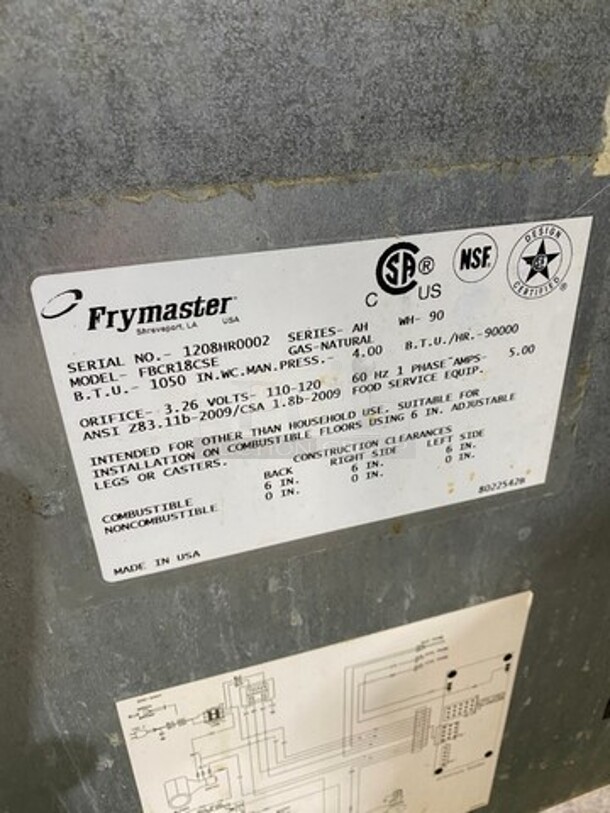 Frymaster
Shreveport, LA USA
CSA ®
C US
NSF
DESIGN
CERTIFIED ®
SERIAL NO.- 1208HR0002 SERIES- AH WH- 90
MODEL- FBCR18CSE GAS-NATURAL
B.T.U.- 1050 IN.WC.MAN.PRESS.- 4.00 B.T.U./HR.-90000
ORIFICE- 3.26 VOLTS- 110-120 60 HZ 1 PHASE AMPS- 5.00
ANSI Z83.11b-2009/CSA 1.8b-2009 FOOD SERVICE EQUIP.
INTENDED FOR OTHER THAN HOUSEHOLD USE. SUITABLE FOR
INSTALLATION ON COMBUSTIBLE FLOORS USING 6 IN. ADJUSTABLE
LEGS OR CASTERS.
CONSTRUCTION CLEARANCES
BACK RIGHT SIDE LEFT SIDE
COMBUSTIBLE 6 IN. 6 IN. 6 IN.
NONCOMBUSTIBLE 0 IN. 0 IN. 0 IN.
8022542B
MADE IN USA